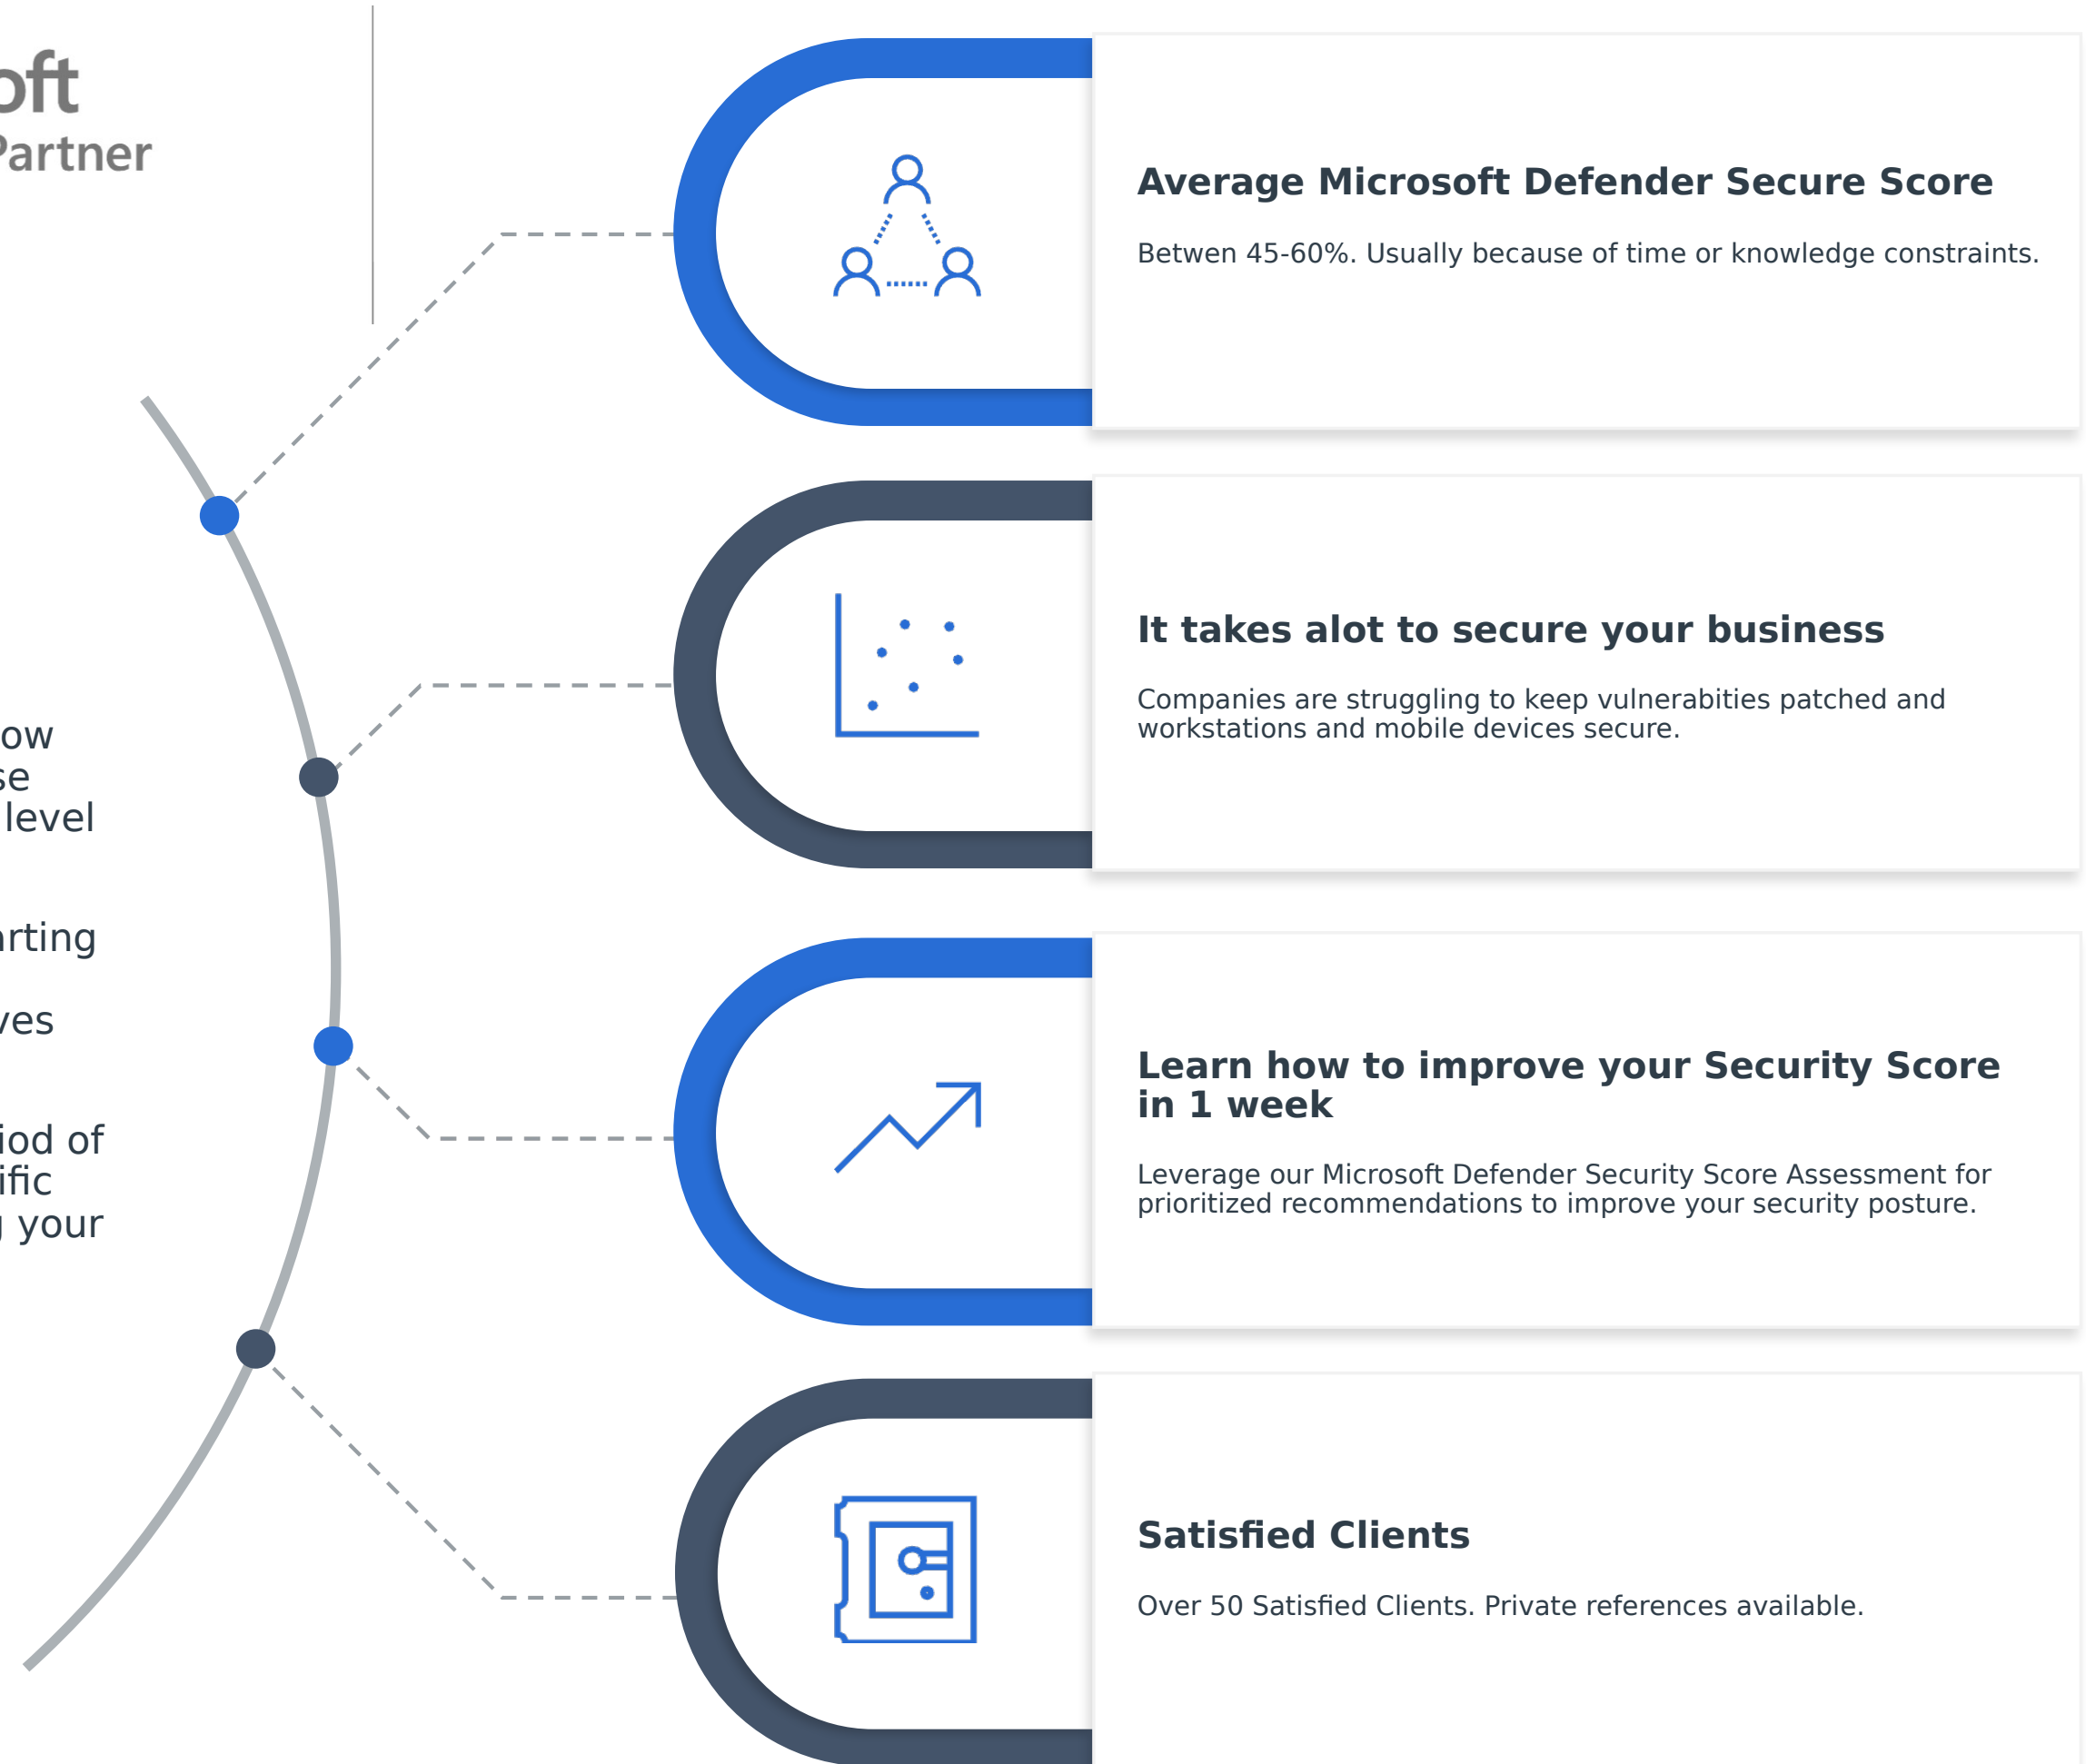 oft
Partner
ow
se
level
arting
ves
iod of
ific
g your
Average Microsoft Defender Secure Score
Betwen 45-60%. Usually because of time or knowledge constraints.
It takes alot to secure your business
Companies are struggling to keep vulnerabities patched and
workstations and mobile devices secure.
Learn how to improve your Security Score
in 1 week
Leverage our Microsoft Defender Security Score Assessment for
prioritized recommendations to improve your security posture.
Satisfied Clients
Over 50 Satisfied Clients. Private references available.